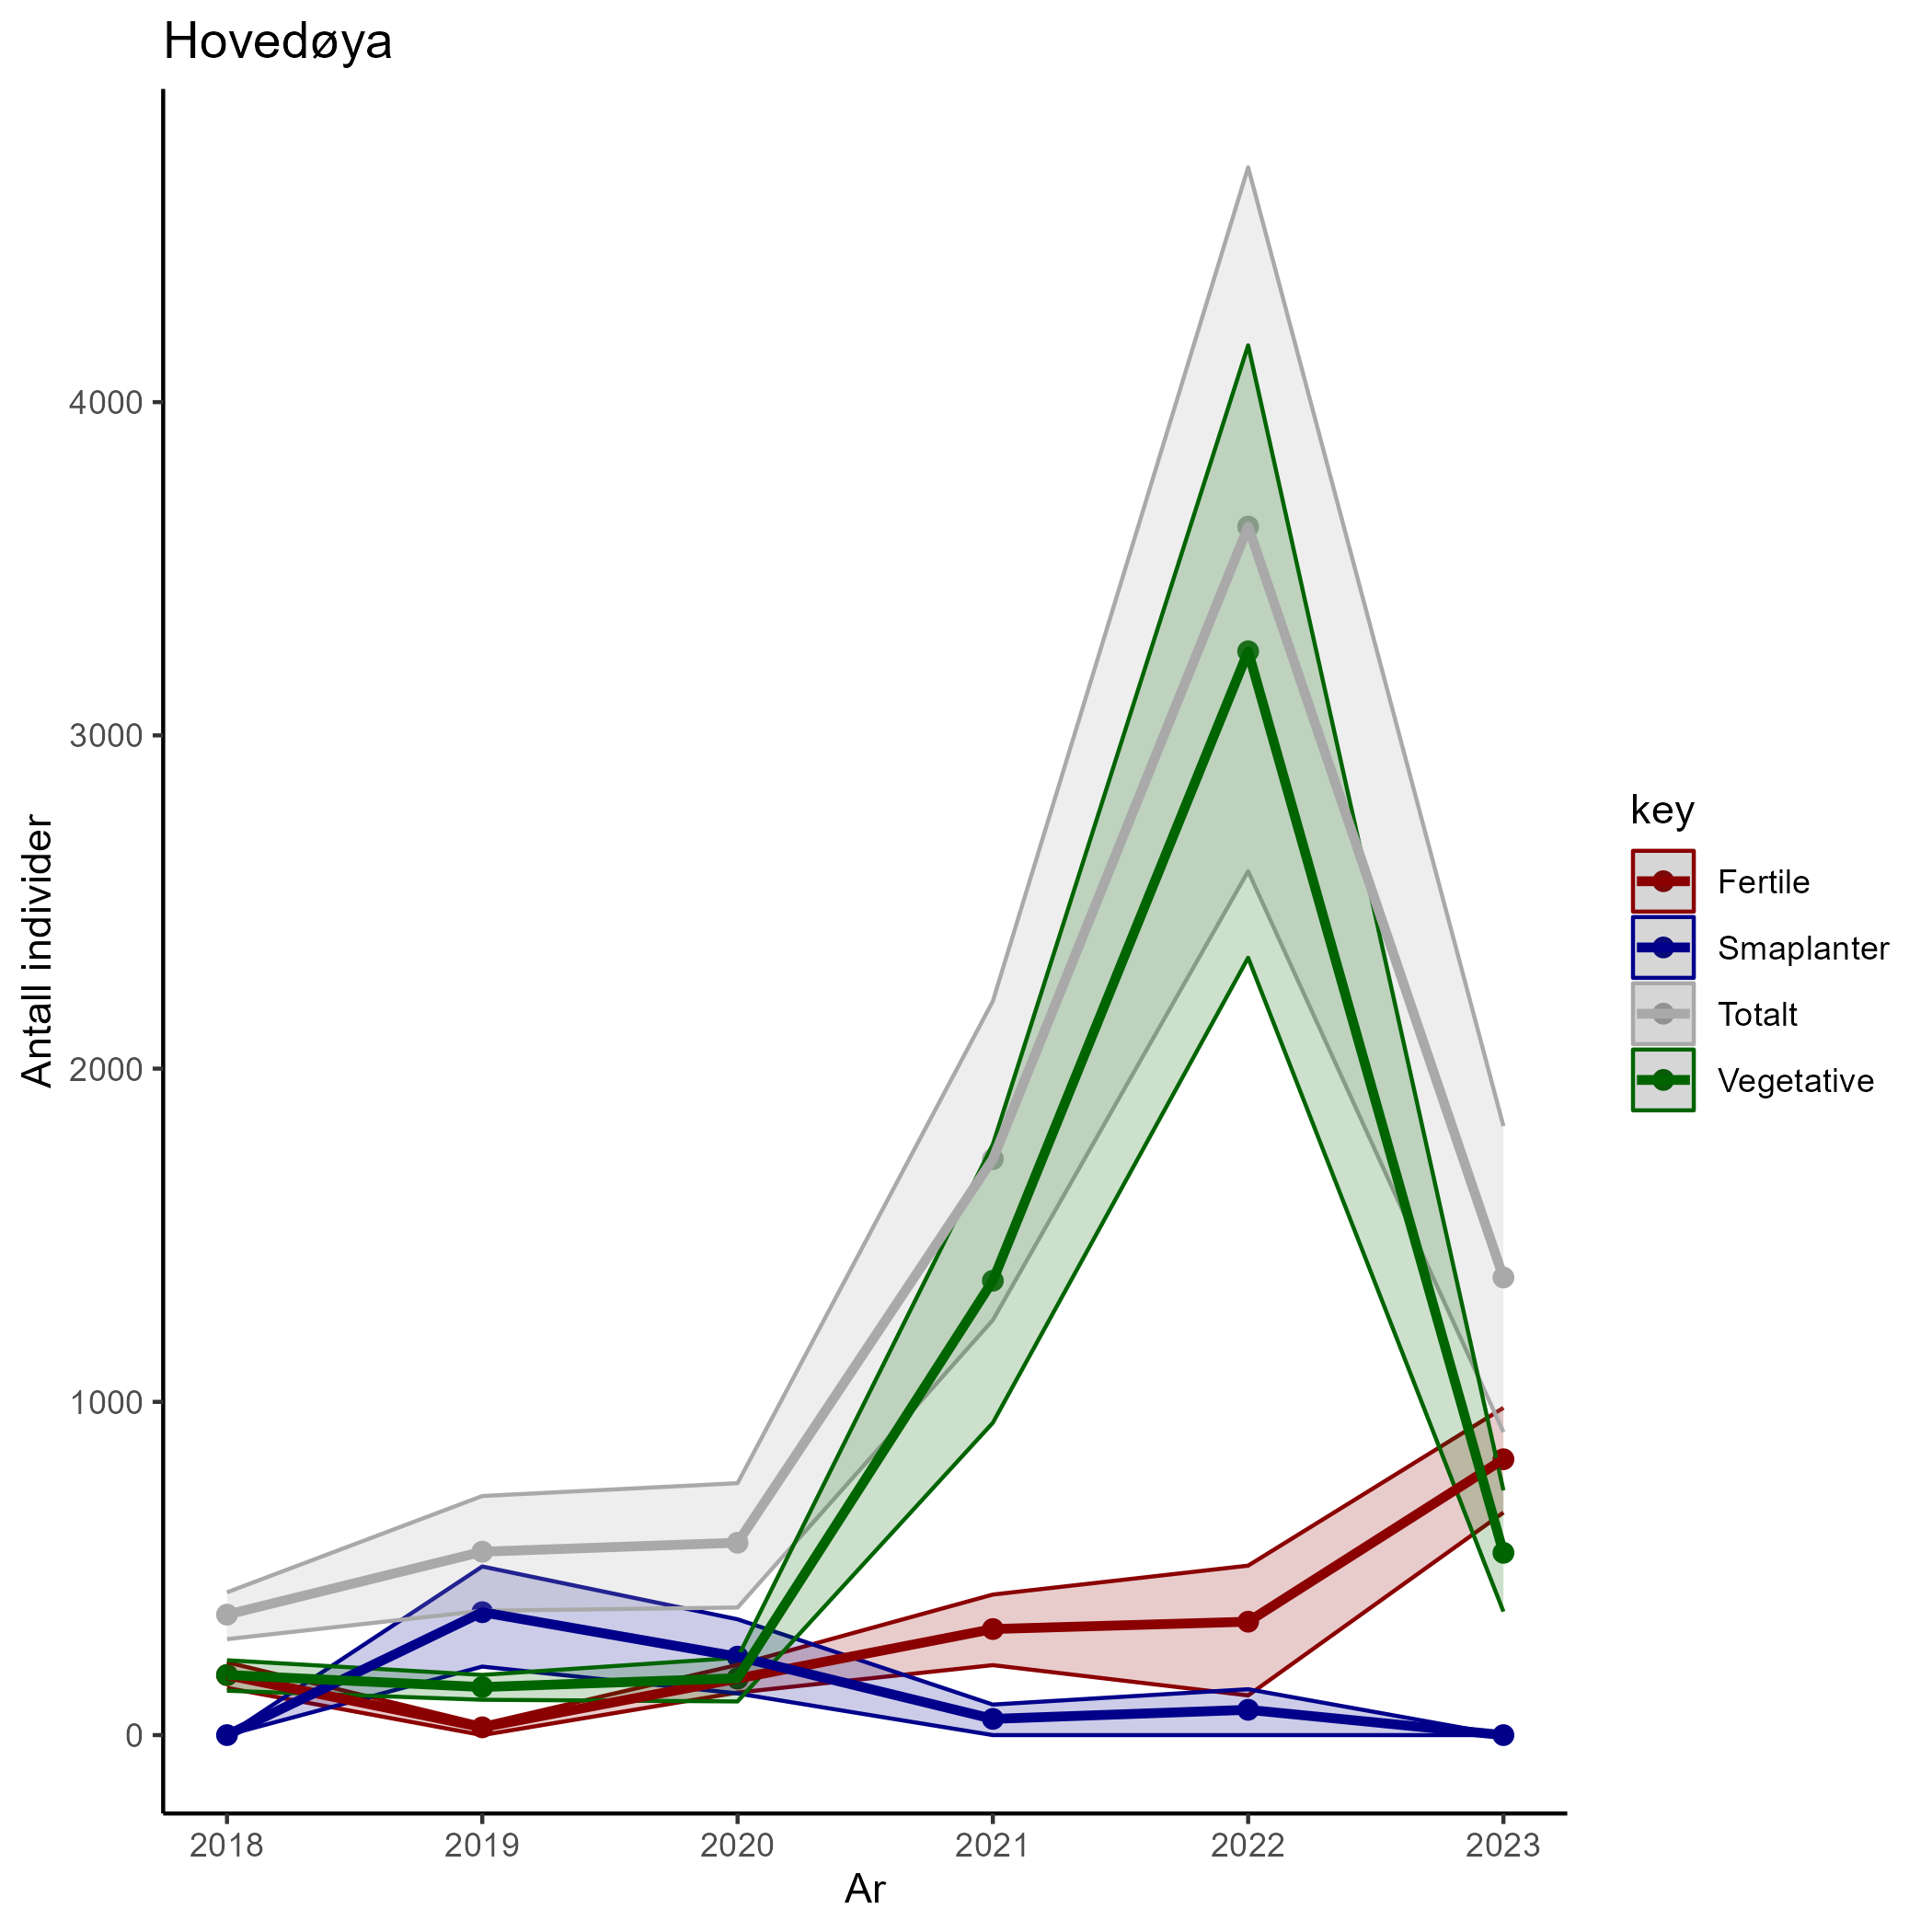 Hovedøya
Antall individer
4000
3000
2000
1000
0
2018 2019 2020 2021 2022 2023
Ar
key
Fertile
Smaplanter
Totalt
Vegetative